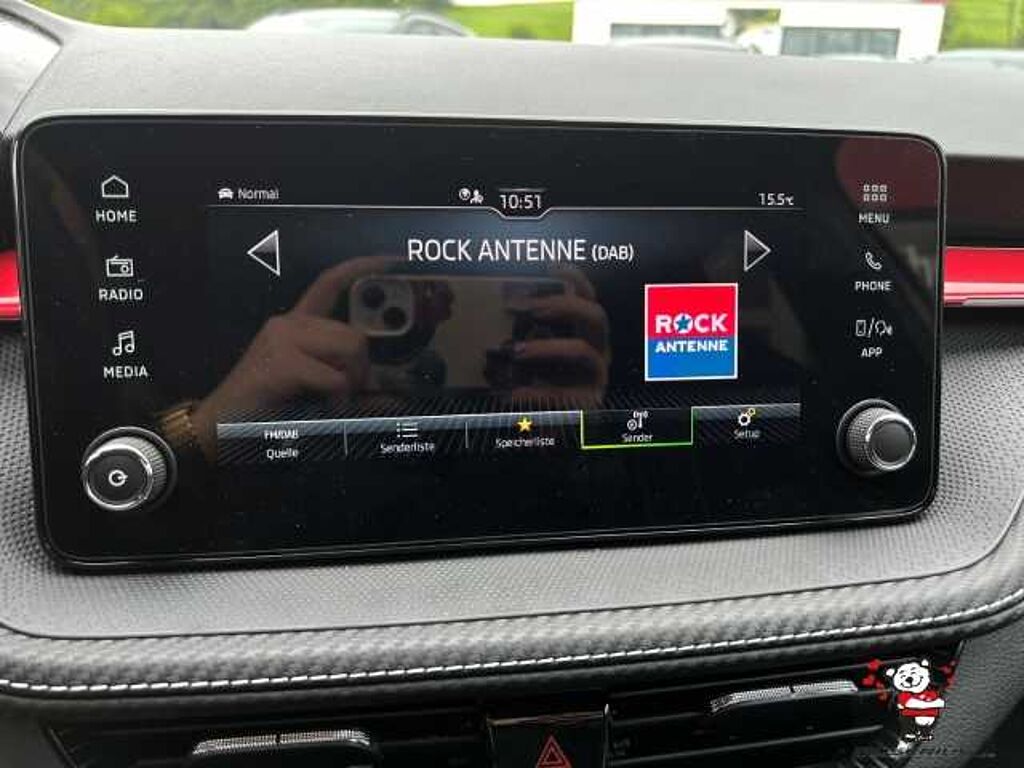 Normal
10:51
15.5°C
HOME
RADIO
MEDIA
ROCK ANTENNE (DAB)
ROCK
ANTENNE
MENU
PHONE
APP
FM/DAB
Quelle
Senderliste
Speicherliste
Sender
Setup